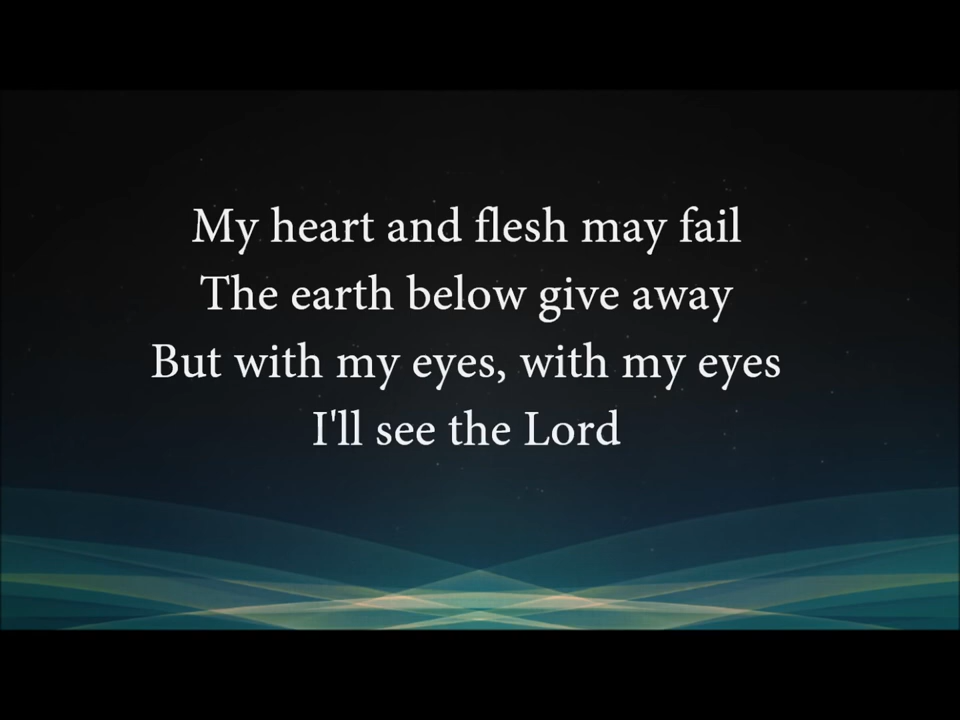 My heart and flesh may fail
The earth below give away
But with my eyes, with my eyes
I'll see the Lord